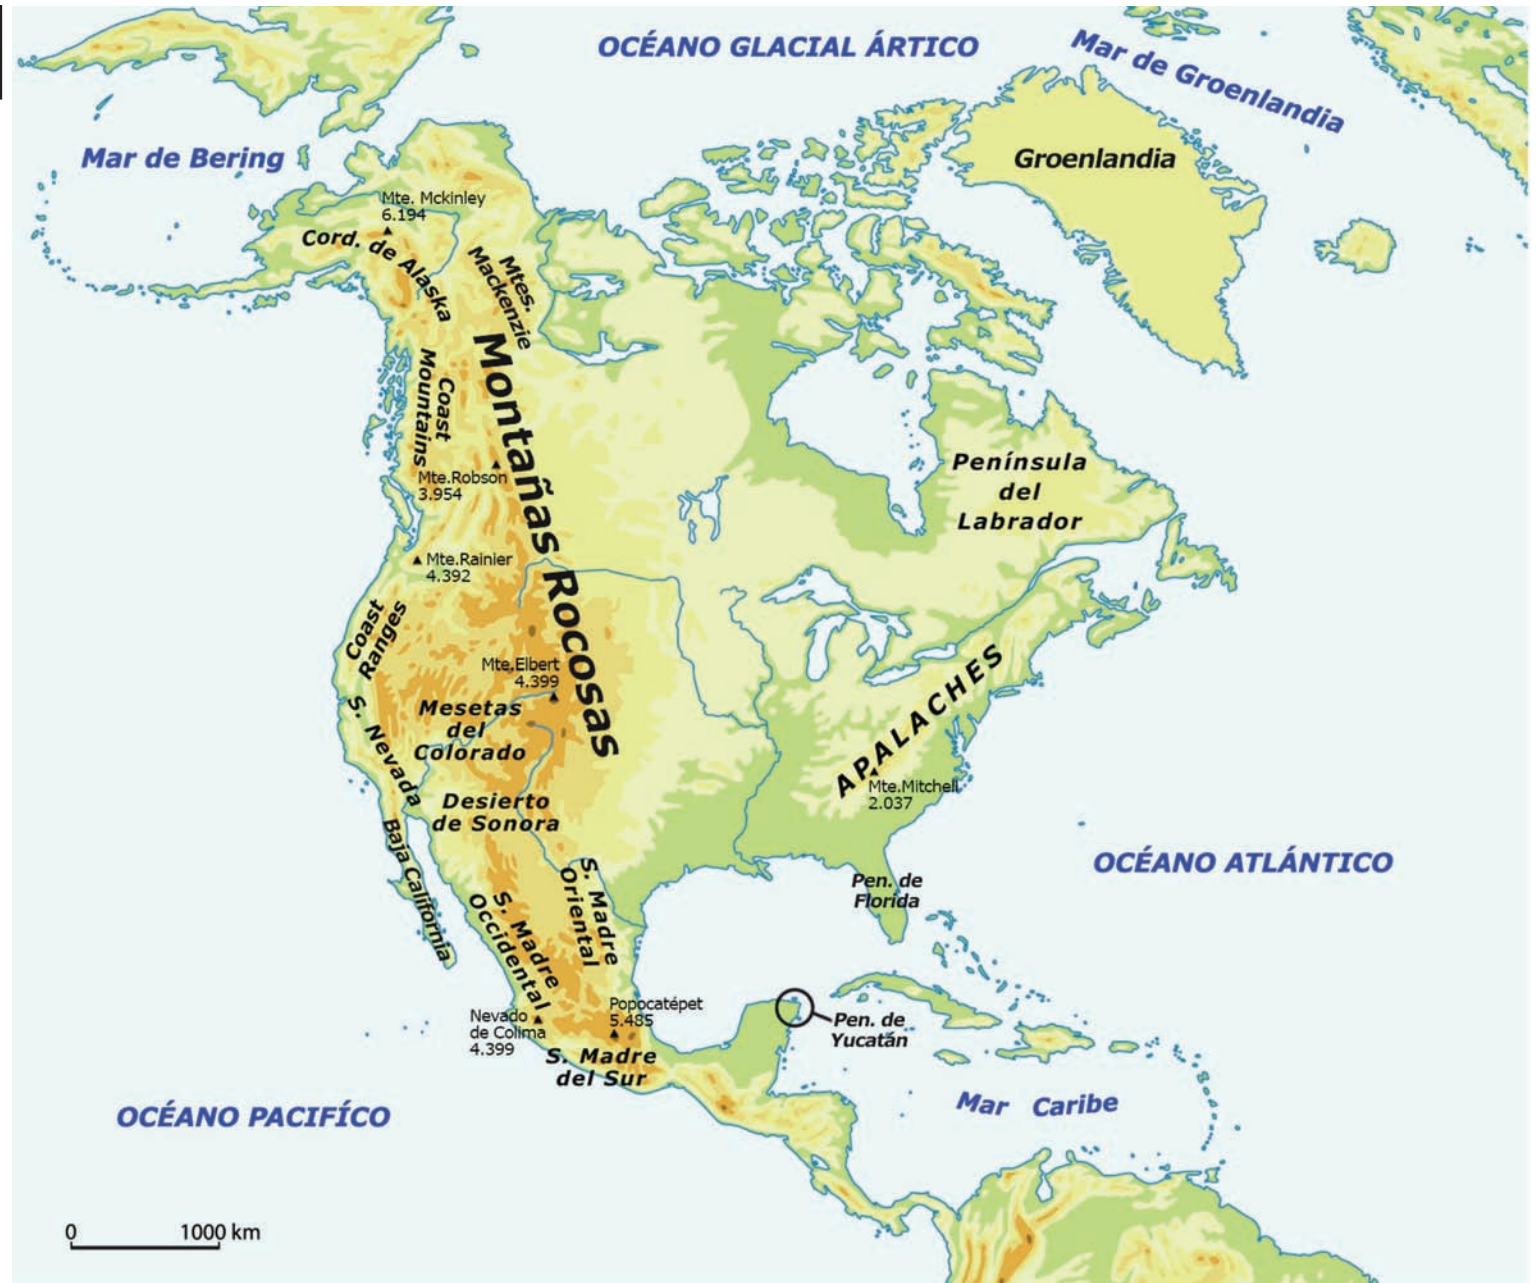 OCÉANO GLACIAL ÁRTICO
Mar de Groenlandia
Mar de Bering
Groenlandia
Mte. Mckinley
6.194
Cord. de Alaska
Mtes.
Mackenzie
Montañas Rocosas
Coast
Mountains
Mte.Robson
3.954
Península
del
Labrador
Mte.Rainier
4.392
Coast
Ranges
Mte.Elbert
4.399
APALACHES
S. Nevada
Mesetas
del
Colorado
Mte.Mitchell
2.037
Desierto
de Sonora
Baja California
OCÉANO ATLÁNTICO
Pen. de
Florida
S. Madre
Oriental
S. Madre
Occidental
Popocatépet
5.485
Nevado
de Colima
4.399
Pen. de
Yucatán
S. Madre
del Sur
OCÉANO PACIFÍCO
Mar Caribe
0 1000 km